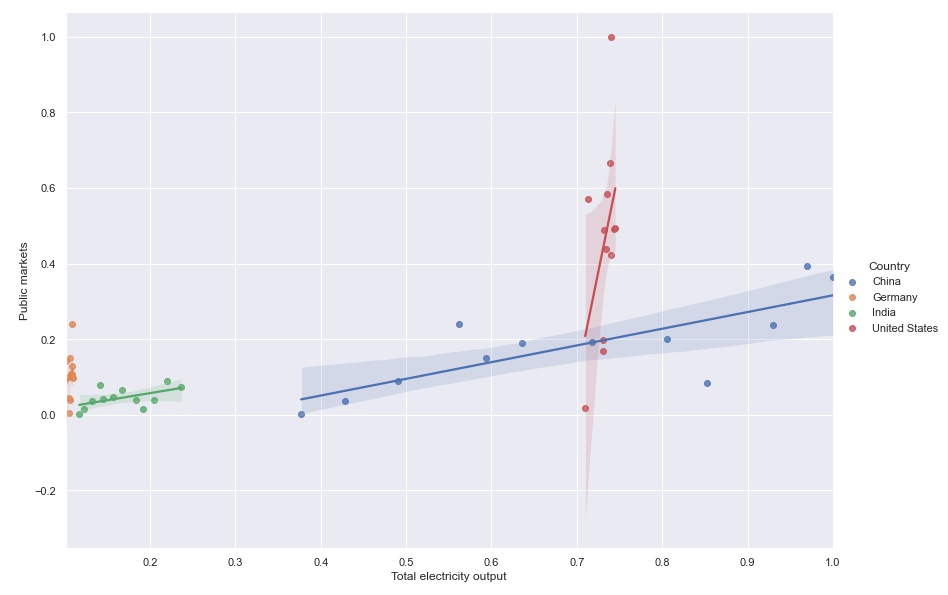 1.0
0.8
0.6
0.4
0.2
0.0
−0.2
Public markets
0.2 0.3 0.4 0.5 0.6 0.7 0.8 0.9 1.0
Total electricity output
Country
China
Germany
India
United States